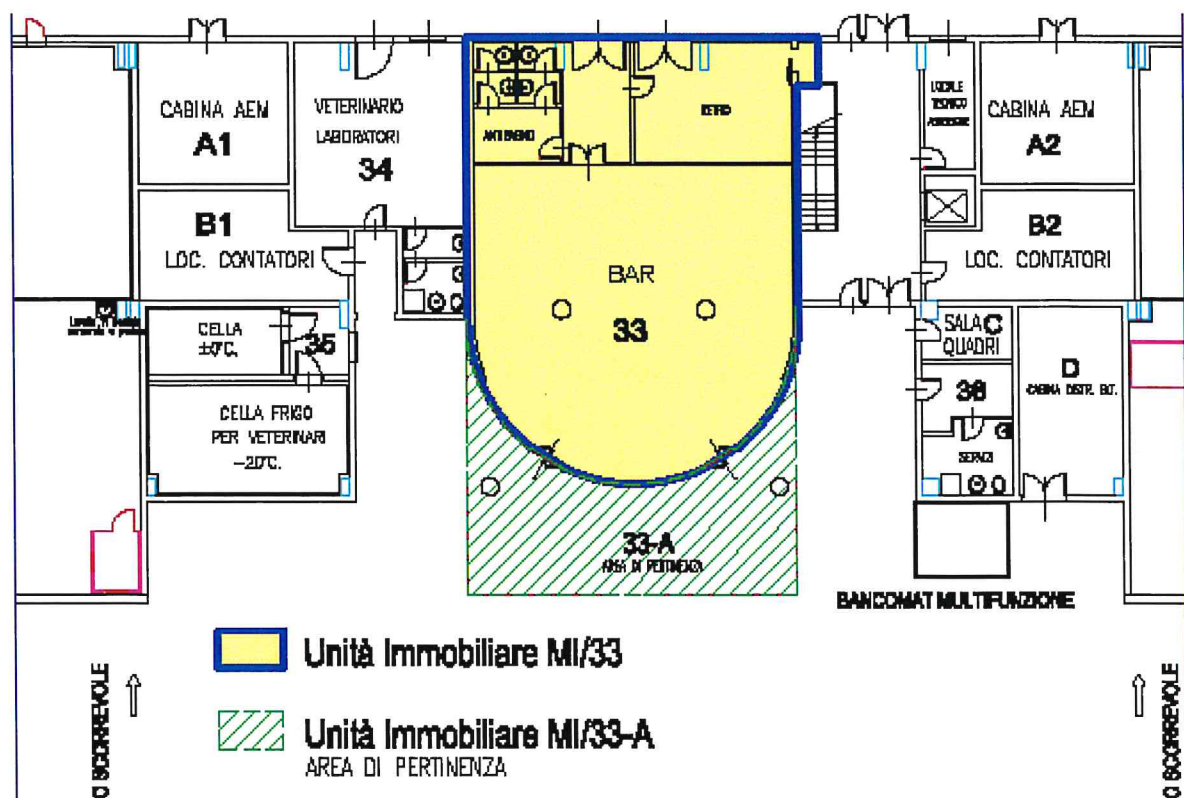 CABINA AEM
A1
VETERINARIO
LABORATORI
34
ANTIBAGNO
RETRO
LOCALE
TECNICO
CABINA AEM
A2
B1
LOC. CONTATORI
BAR
33
B2
LOC. CONTATORI
CELLA
±0°C.
35
CELLA FRIGO
PER VETERINARI
-20°C.
SALA C
QUADRI
D
CABINA DISTR. B.T.
36
SERVIZI
33-A
AREA DI PERTINENZA
BANCOMAT MULTIFUNZIONE
Unità Immobiliare MI/33
Unità Immobiliare MI/33-A
AREA DI PERTINENZA
O SCORREVOLE
O SCORREVOLE